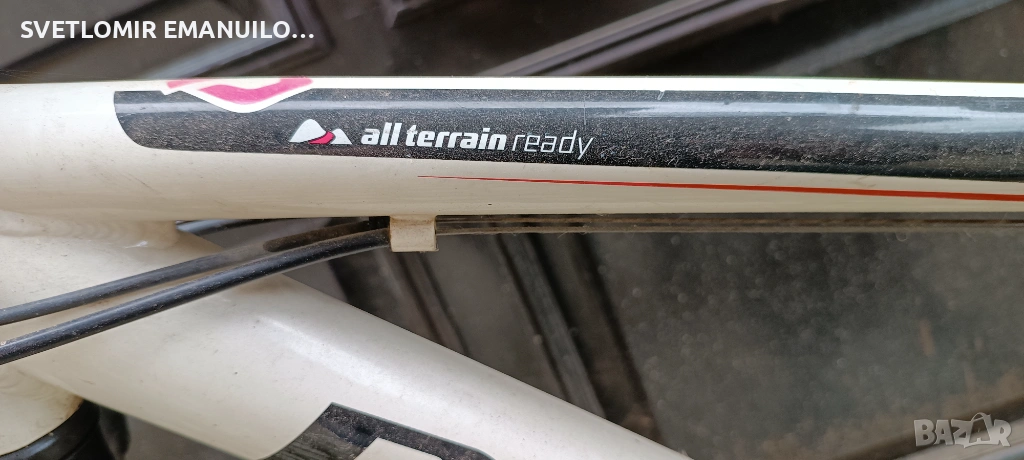 SVETLOMIR EMANUILO...
all terrain ready
BAZAR